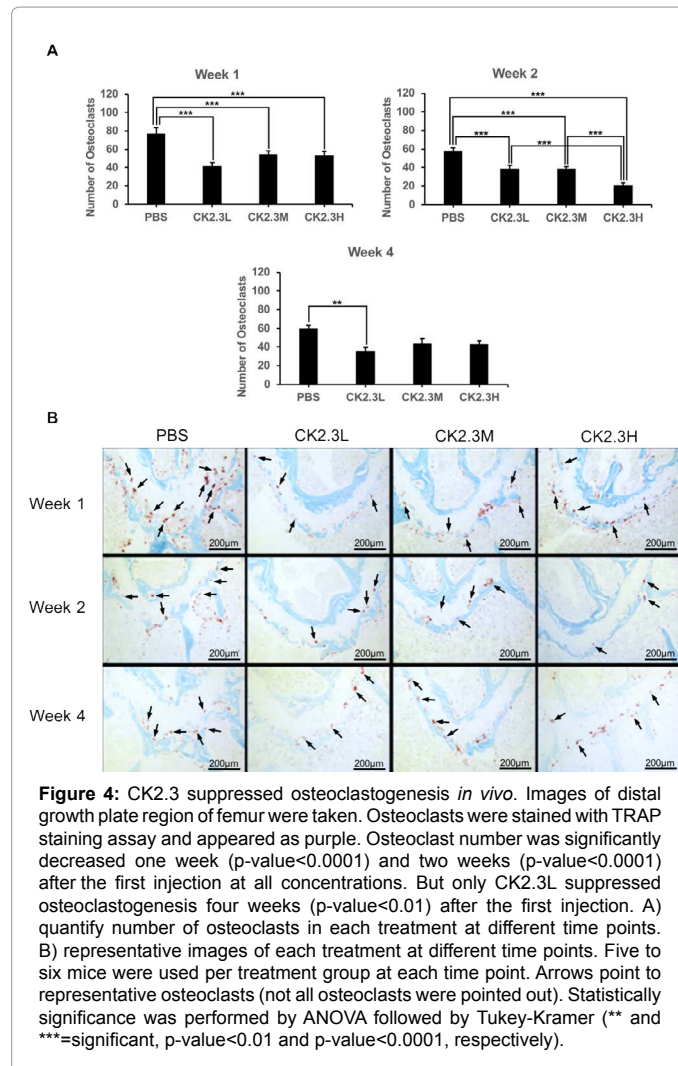 A
Week 1
Number of Osteoclasts
120
100
80
60
40
20
0
***
***
***
PBS CK2.3L CK2.3M CK2.3H
Week 2
Number of Osteoclasts
120
100
80
60
40
20
0
***
***
*** ***
***
PBS CK2.3L CK2.3M CK2.3H
Week 4
Number of Osteoclasts
120
100
80
60
40
20
0
**
PBS CK2.3L CK2.3M CK2.3H
B
PBS CK2.3L CK2.3M CK2.3H
Week 1
200µm 200µm 200µm 200µm
Week 2
200µm 200µm 200µm 200µm
Week 4
200µm 200µm 200µm 200µm
Figure 4: CK2.3 suppressed osteoclastogenesis in vivo. Images of distal
growth plate region of femur were taken. Osteoclasts were stained with TRAP
staining assay and appeared as purple. Osteoclast number was significantly
decreased one week (p-value<0.0001) and two weeks (p-value<0.0001)
after the first injection at all concentrations. But only CK2.3L suppressed
osteoclastogenesis four weeks (p-value<0.01) after the first injection. A)
quantify number of osteoclasts in each treatment at different time points.
B) representative images of each treatment at different time points. Five to
six mice were used per treatment group at each time point. Arrows point to
representative osteoclasts (not all osteoclasts were pointed out). Statistically
significance was performed by ANOVA followed by Tukey-Kramer (** and
***=significant, p-value<0.01 and p-value<0.0001, respectively).